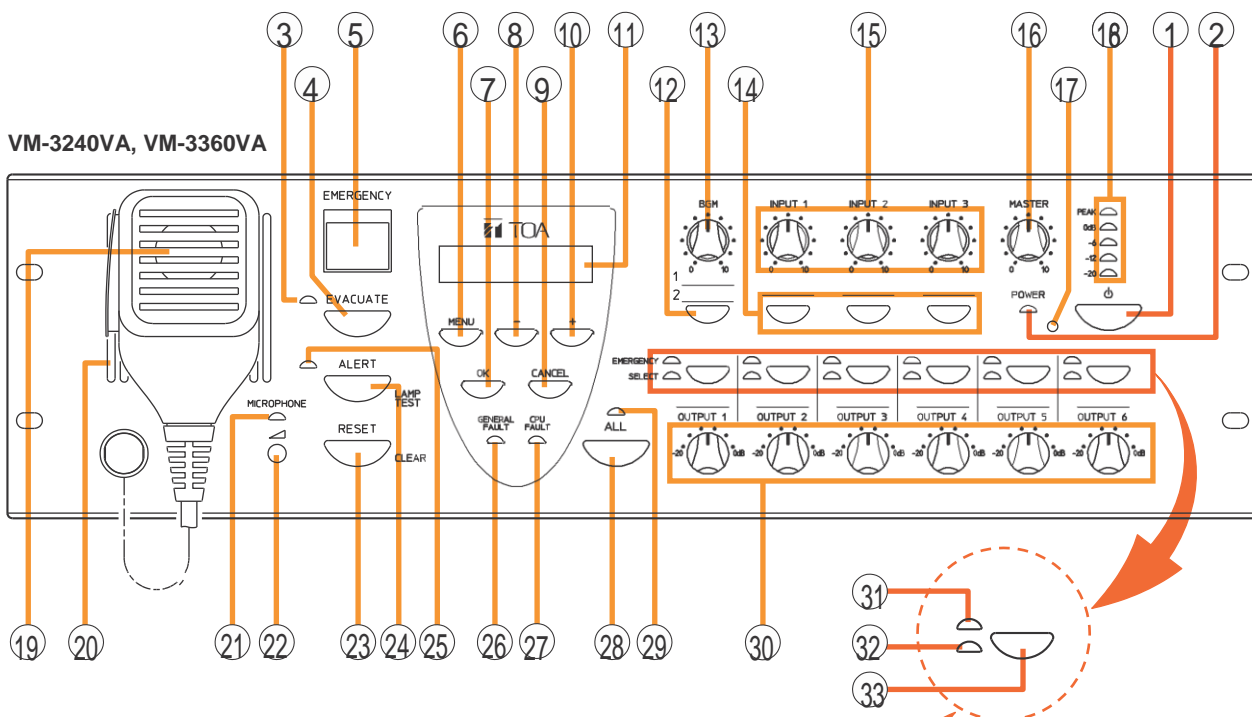 3 5 6 8 10 11 13 15 16 18 1 2
4 7 9 12 14 17
VM-3240VA, VM-3360VA
EMERGENCY
TOA
BGM INPUT 1 INPUT 2 INPUT 3 MASTER
PEAK
0dB
-6
-12
-20
0 10 0 10 0 10 0 10 0 10
1
2
POWER
EVACUATE
MENU - +
ALERT
LAMP
TEST
OK CANCEL
EMERGENCY
SELECT
MICROPHONE
RESET
CLEAR
GENERAL
FAULT
CPU
FAULT
ALL
OUTPUT 1 OUTPUT 2 OUTPUT 3 OUTPUT 4 OUTPUT 5 OUTPUT 6
-20 0dB -20 0dB -20 0dB -20 0dB -20 0dB -20 0dB
19 20 21 22 23 24 25 26 27 28 29 30
31
32
33